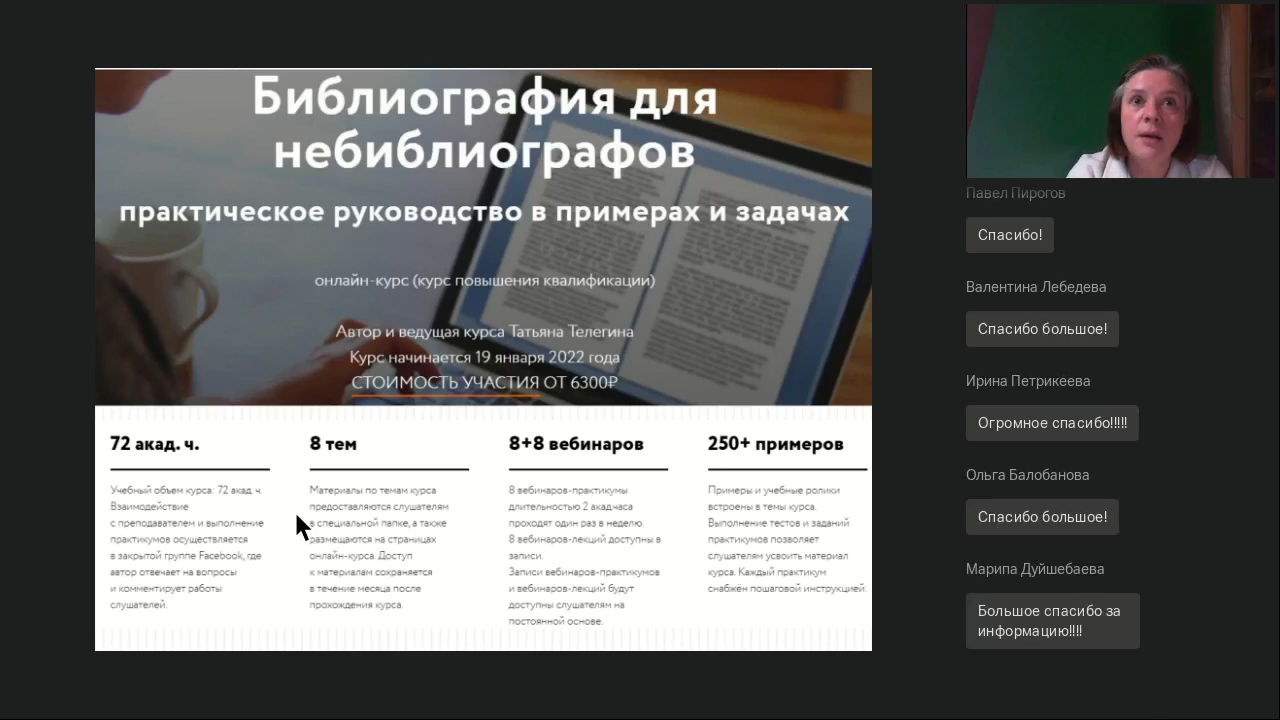 Библиография для
небиблиографов
практическое руководство в примерах и задачах
онлайн-курс (курс повышения квалификации)
Автор и ведущая курса Татьяна Телегина
Курс начинается 19 января 2022 года
СТОИМОСТЬ УЧАСТИЯ ОТ 6300₽
72 акад. ч.
Учебный объем курса: 72 акад. ч.
Взаимодействие
с преподавателем и выполнение
практикумов осуществляется
в закрытой группе Facebook, где
автор отвечает на вопросы
и комментирует работы
слушателей.
8 тем
Материалы по темам курса
предоставляются слушателям
в специальной папке, а также
размещаются на страницах
онлайн-курса. Доступ
к материалам сохраняется
в течение месяца после
прохождения курса.
8+8 вебинаров
8 вебинаров-практикумы
длительностью 2 акад.часа
проходят один раз в неделю.
8 вебинаров-лекций доступны в
записи.
Записи вебинаров-практикумов
и вебинаров-лекций будут
доступны слушателям на
постоянной основе.
250+ примеров
Примеры и учебные ролики
встроены в темы курса.
Выполнение тестов и заданий
практикумов позволяет
слушателям усвоить материал
курса. Каждый практикум
снабжён пошаговой инструкцией.
Павел Пирогов
Спасибо!
Валентина Лебедева
Спасибо большое!
Ирина Петрикеева
Огромное спасибо!!!!!
Ольга Балобанова
Спасибо большое!
Марипа Дуйшебаева
Большое спасибо за
информацию!!!!